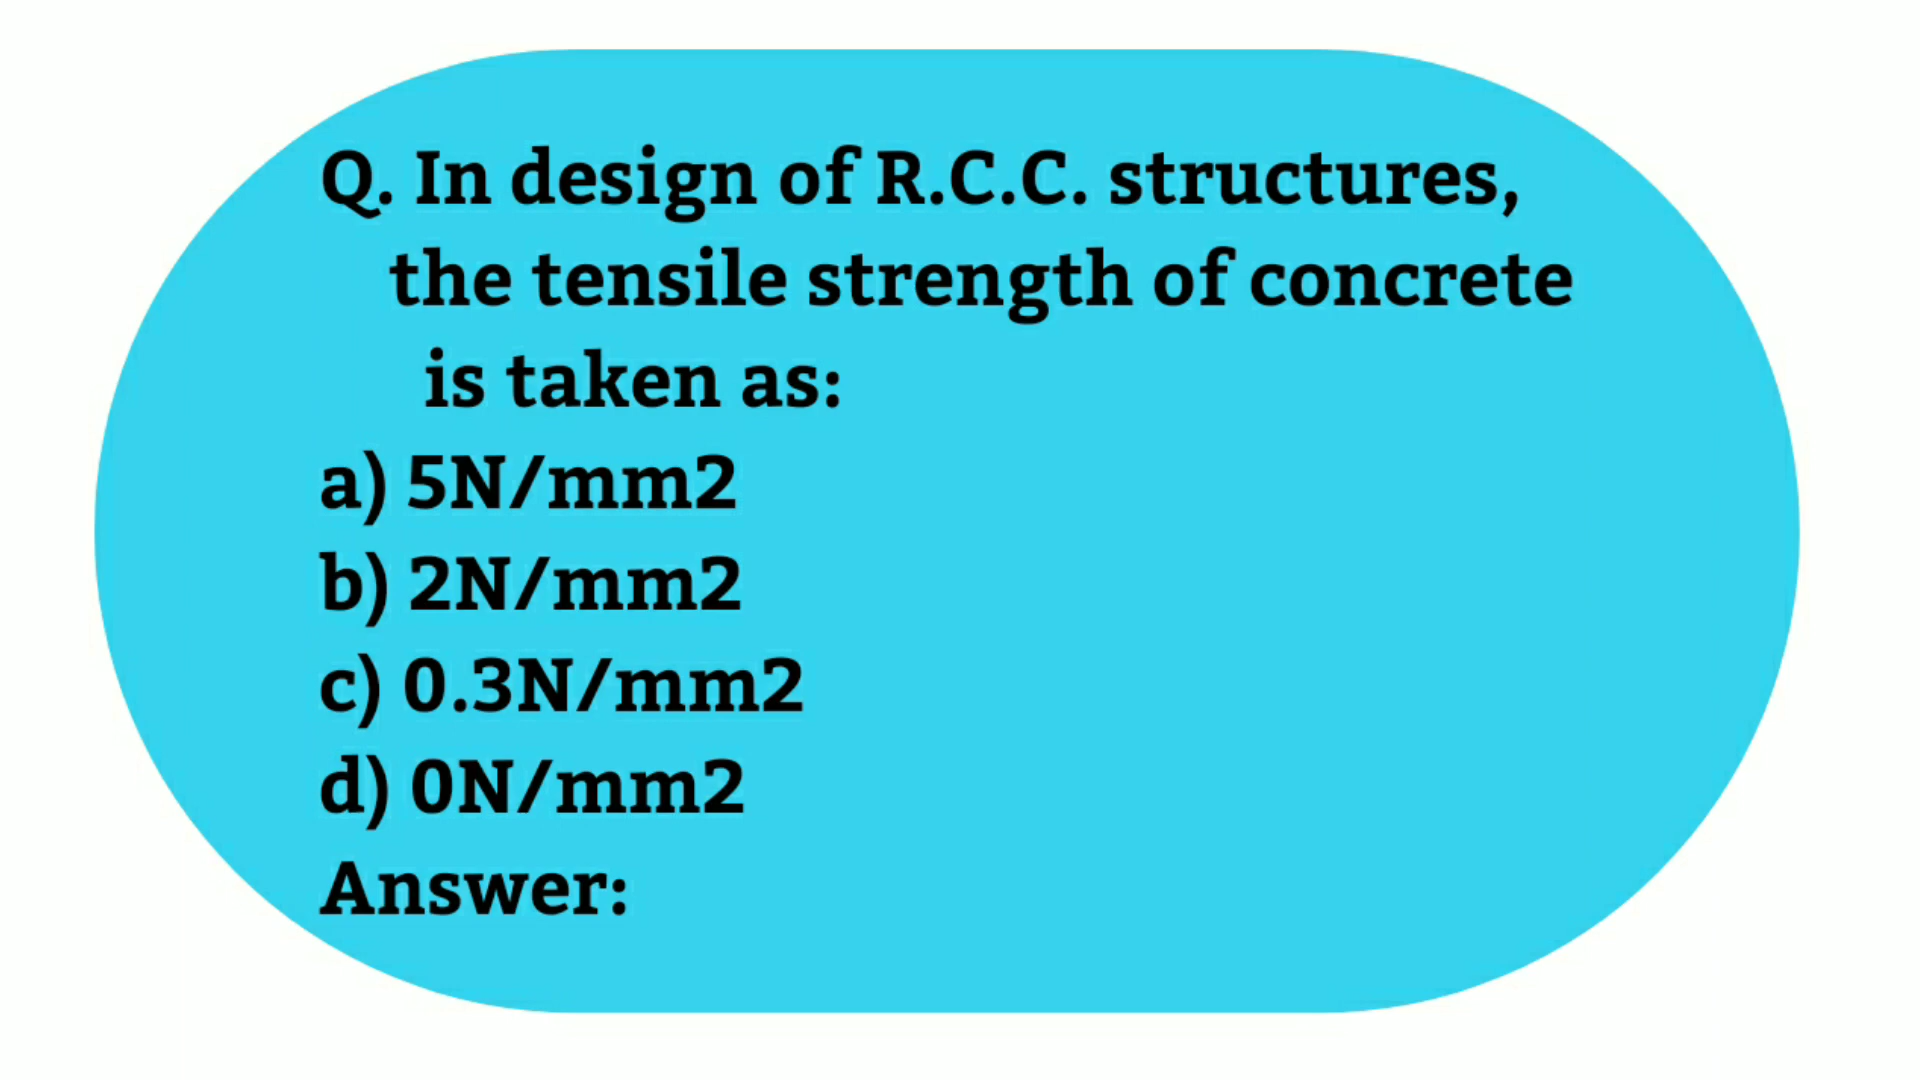 Q. In design of R.C.C. structures,
the tensile strength of concrete
is taken as:
a) 5N/mm2
b) 2N/mm2
c) 0.3N/mm2
d) 0N/mm2
Answer: